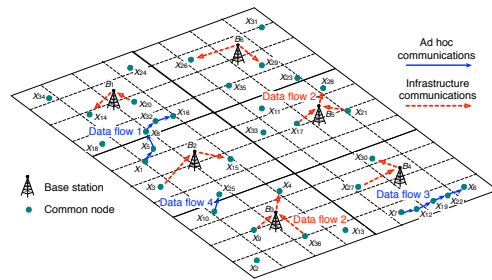 X31
B6
X26
X29
X24
X23
X28
B1
X34
X35
X20
Data flow 2
X14
X32
X16
X11
B5
X21
X17
Data flow 1
X8
X33
X18
X5
B2
X30
X1
X15
B4
X3
X25
X4
X27
Data flow 3
X6
Data flow 4
X22
X10
B3
X19
Data flow 2
X7
X12
X9
X36
X13
X2
Ad hoc
communications
Infrastructure
communications
Base station
Common node